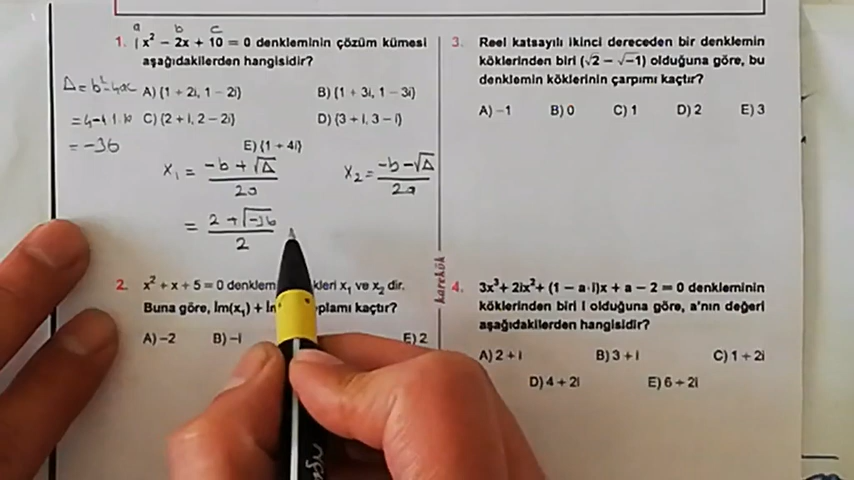 a b c
1. 1x² − 2x + 10 = 0 denkleminin çözüm kümesi
aşağıdakilerden hangisidir?
Δ = b² − 4ac
A) {1 + 2i, 1 − 2i} B) {1 + 3i, 1 − 3i}
= 4 − 4.1.10
C) {2 + i, 2 − 2i} D) {3 + i, 3 − i}
= −36
E) {1 + 4i}
x₁ = (−b + √Δ) / 2a x₂ = (−b − √Δ) / 2a
= (2 + √−36) / 2
2. x² + x + 5 = 0 kleri x₁ ve x₂ dir.
Buna göre, İm(x₁) + kaçtır?
A) −2 B) −i E) 2
karekök
3. Reel katsayılı ikinci dereceden bir denklemin
köklerinden biri (√2 − √−1) olduğuna göre, bu
denklemin köklerinin çarpımı kaçtır?
A) −1 B) 0 C) 1 D) 2 E) 3
4. 3x³ + 2ix² + (1 − a·i)x + a − 2 = 0 denkleminin
köklerinden biri i olduğuna göre, a'nın değeri
aşağıdakilerden hangisidir?
A) 2 + i B) 3 + i C) 1 + 2i
D) 4 + 2i E) 6 + 2i